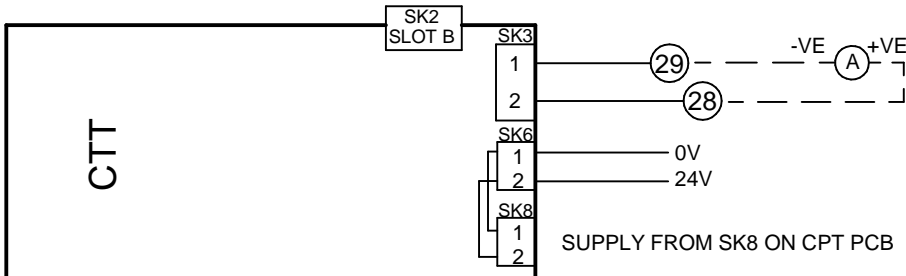 SK2
SLOT B
SK3
1
29
-VE
A
+VE
2
28
CTT
SK6
1
0V
2
24V
SK8
1
SUPPLY FROM SK8 ON CPT PCB
2